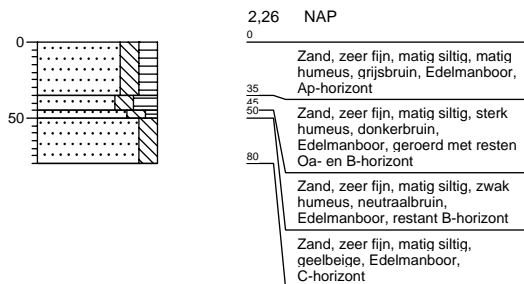 2,26 NAP
0
0
Zand, zeer fijn, matig siltig, matig
humeus, grijsbruin, Edelmanboor,
Ap-horizont
35
45
50
50
Zand, zeer fijn, matig siltig, sterk
humeus, donkerbruin,
Edelmanboor, geroerd met resten
Oa- en B-horizont
80
Zand, zeer fijn, matig siltig, zwak
humeus, neutraalbruin,
Edelmanboor, restant B-horizont
Zand, zeer fijn, matig siltig,
geelbeige, Edelmanboor,
C-horizont